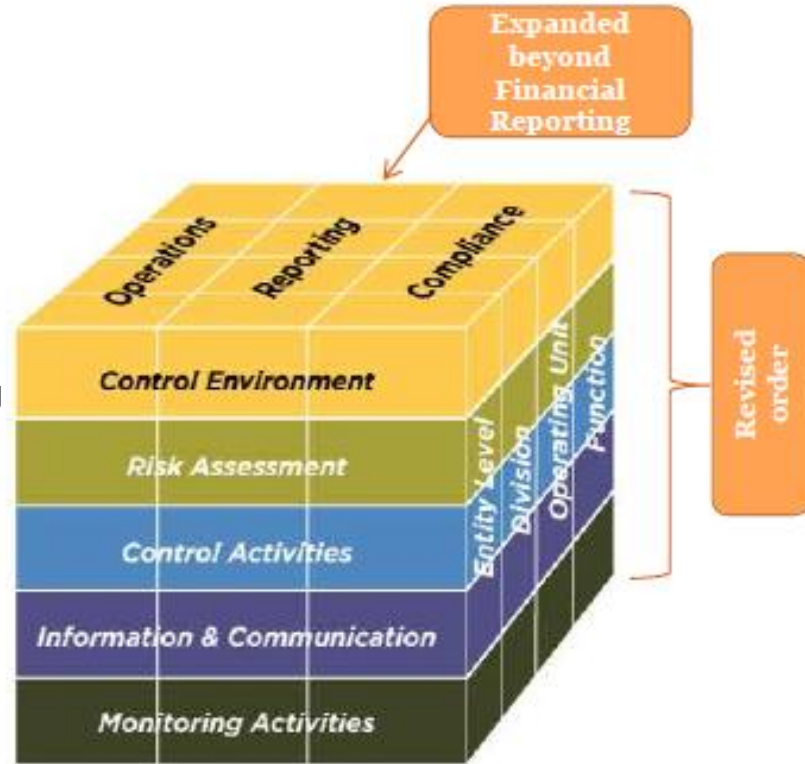 Expanded
beyond
Financial
Reporting
Operations
Reporting
Compliance
Control Environment
Risk Assessment
Control Activities
Information & Communication
Monitoring Activities
Entity Level
Division
Operating Unit
Function
Revised
order